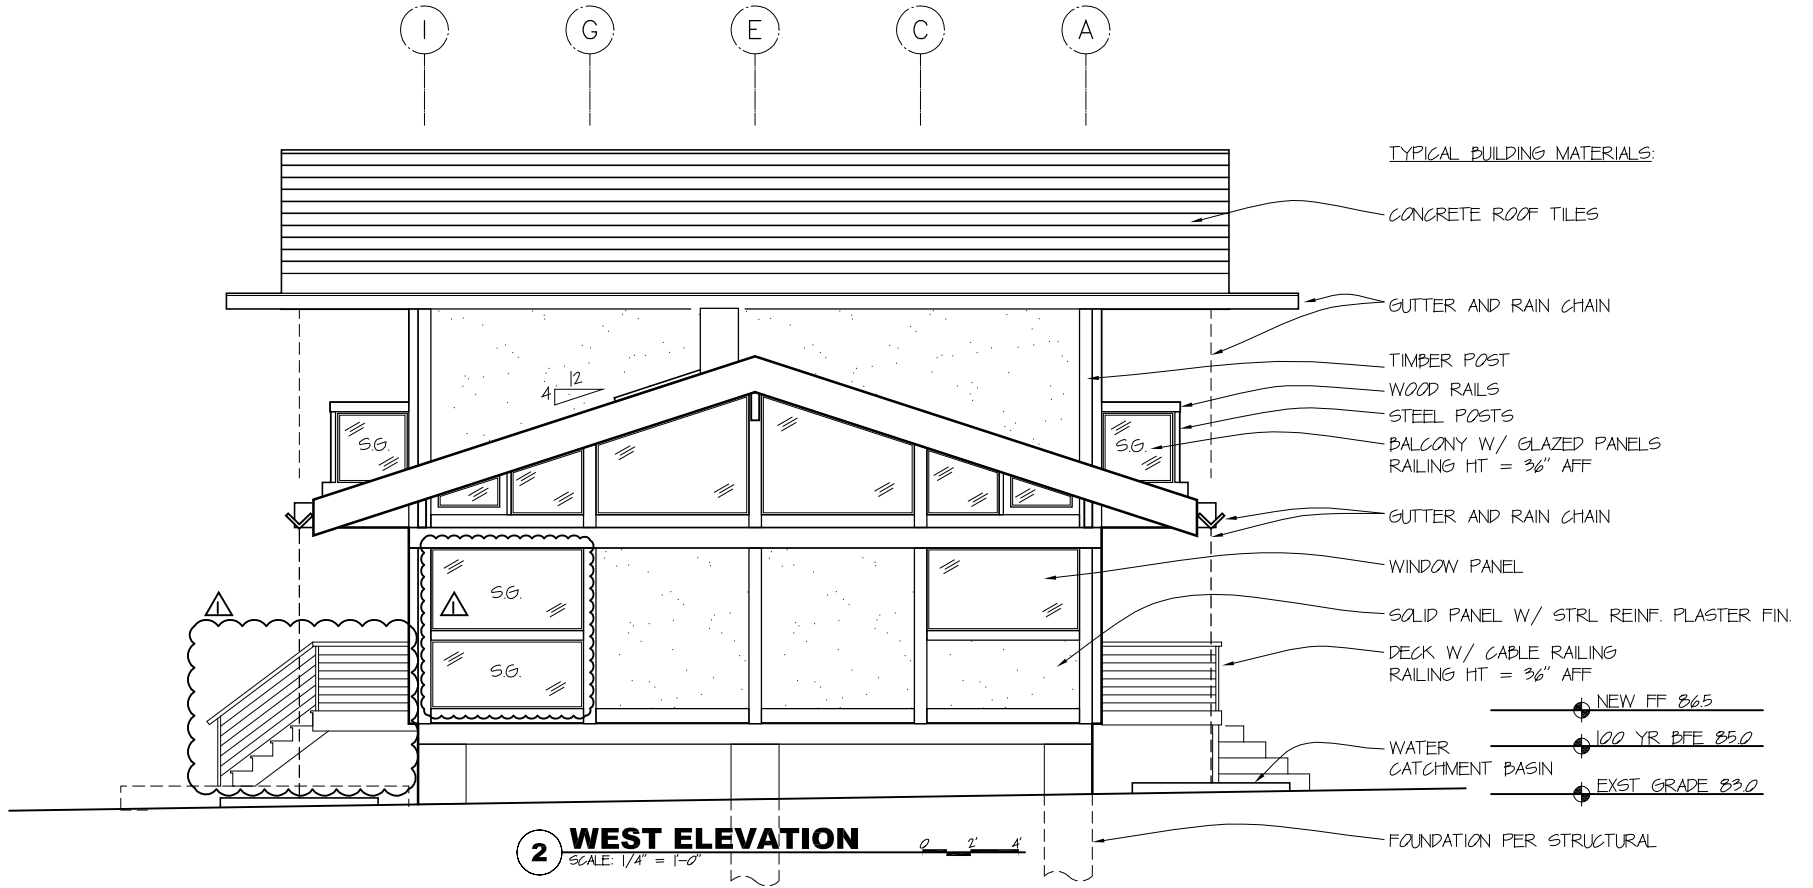 I G E C A
TYPICAL BUILDING MATERIALS:
CONCRETE ROOF TILES
GUTTER AND RAIN CHAIN
TIMBER POST
12
4
WOOD RAILS
STEEL POSTS
S.G.
S.G.
BALCONY W/ GLAZED PANELS
RAILING HT = 36" AFF
GUTTER AND RAIN CHAIN
WINDOW PANEL
S.G.
1
1
SOLID PANEL W/ STRL REINF. PLASTER FIN.
DECK W/ CABLE RAILING
RAILING HT = 36" AFF
S.G.
NEW FF 86.5
100 YR BFE 85.0
WATER
CATCHMENT BASIN
EXST GRADE 83.0
FOUNDATION PER STRUCTURAL
2 WEST ELEVATION
SCALE: 1/4" = 1'-0"
0 2' 4'